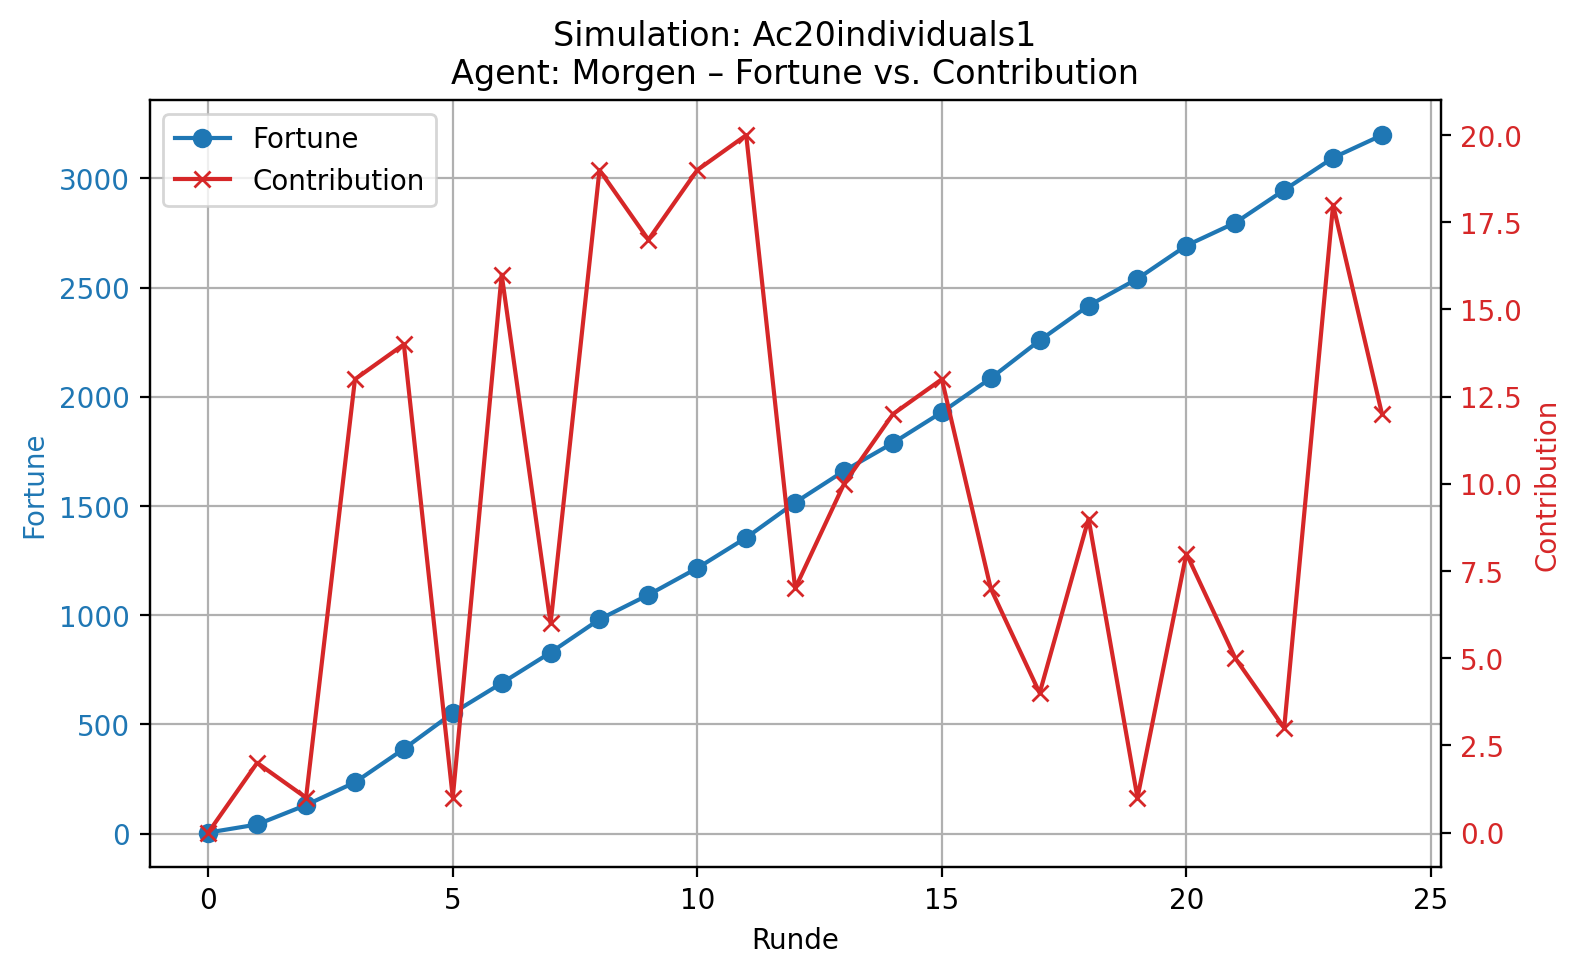 Simulation: Ac20individuals1
Agent: Morgen – Fortune vs. Contribution
Fortune
Contribution
3000
2500
2000
1500
1000
500
0
Fortune
20.0
17.5
15.0
12.5
10.0
7.5
5.0
2.5
0.0
Contribution
0 5 10 15 20 25
Runde